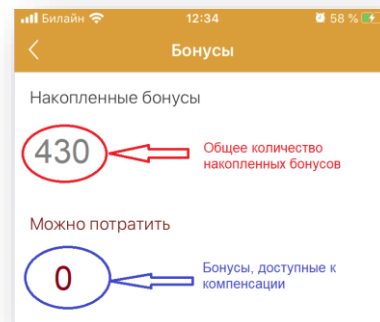 Билайн 12:34 58 %
Бонусы
Накопленные бонусы
430
Общее количество
накопленных бонусов
Можно потратить
0
Бонусы, доступные к
компенсации